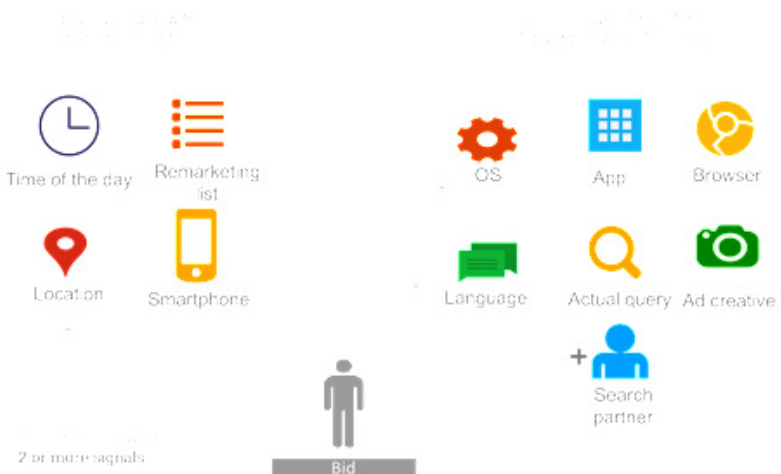 Time of the day
Remarketing
list
OS
App
Browser
Location
Smartphone
Language
Actual query
Ad creative
+
Search
partner
2 or more signals
Bid